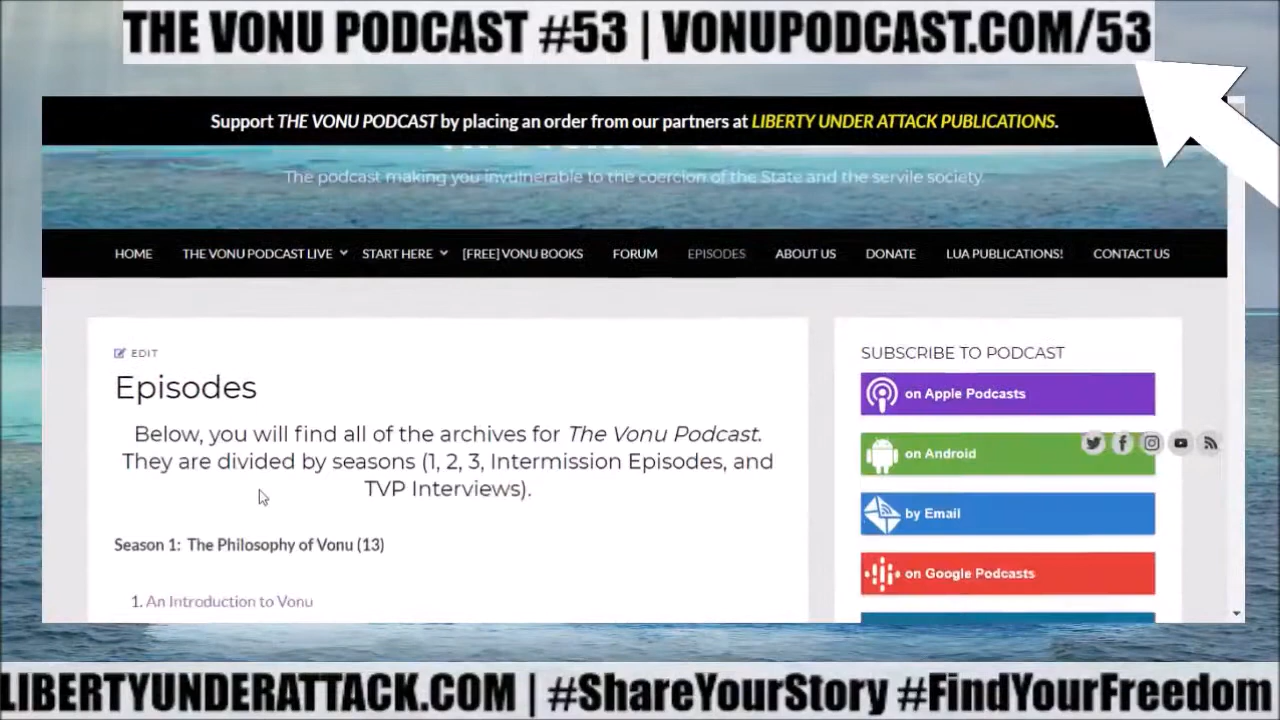 THE VONU PODCAST #53 | VONUPODCAST.COM/53
Support THE VONU PODCAST by placing an order from our partners at LIBERTY UNDER ATTACK PUBLICATIONS.
The podcast making you invulnerable to the coercion of the State and the servile society.
HOME THE VONU PODCAST LIVE START HERE [FREE] VONU BOOKS FORUM EPISODES ABOUT US DONATE LUA PUBLICATIONS! CONTACT US
EDIT
Episodes
Below, you will find all of the archives for The Vonu Podcast.
They are divided by seasons (1, 2, 3, Intermission Episodes, and
TVP Interviews).
Season 1: The Philosophy of Vonu (13)
1. An Introduction to Vonu
SUBSCRIBE TO PODCAST
on Apple Podcasts
on Android
by Email
on Google Podcasts
LIBERTYUNDERATTACK.COM | #ShareYourStory #FindYourFreedom